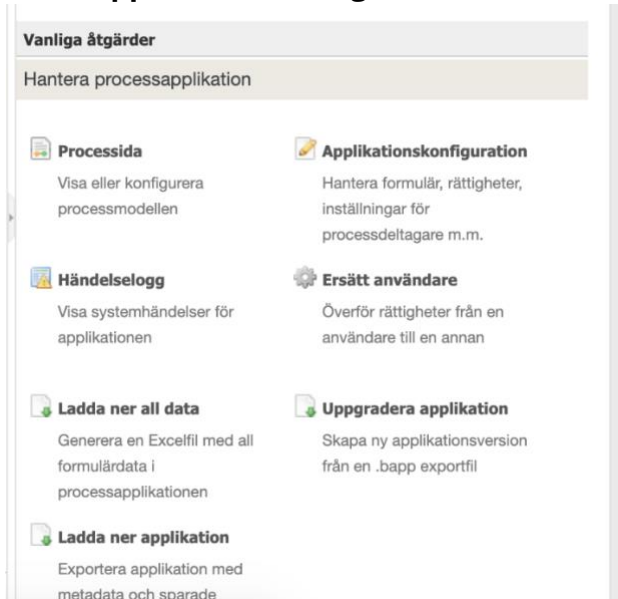 Vanliga åtgärder
Hantera processapplikation
Processida
Visa eller konfigurera
processmodellen
Applikationskonfiguration
Hantera formulär, rättigheter,
inställningar för
processdeltagare m.m.
Händelselogg
Visa systemhändelser för
applikationen
Ersätt användare
Överför rättigheter från en
användare till en annan
Ladda ner all data
Generera en Excelfil med all
formulärdata i
processapplikationen
Uppgradera applikation
Skapa ny applikationsversion
från en .bapp exportfil
Ladda ner applikation
Exportera applikation med
metadata och sparade